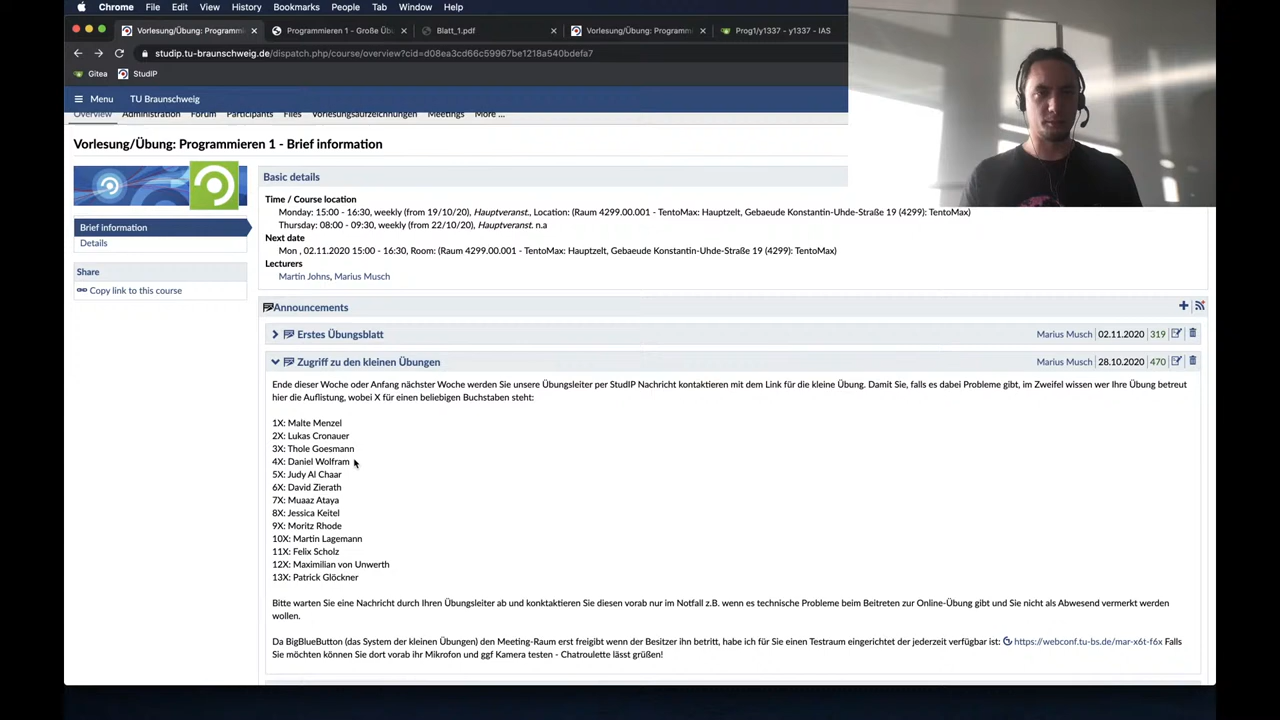 Chrome File Edit View History Bookmarks People Tab Window Help
Vorlesung/Übung: Programmi × Programmieren 1 - Große Üb × Blatt_1.pdf × Vorlesung/Übung: Programm × Prog1/y1337 - y1337 - IAS
studip.tu-braunschweig.de/dispatch.php/course/overview?cid=d08ea3cd66c59967be1218a540bdefa7
Gitea StudIP
Menu TU Braunschweig
Overview Administration Forum Participants Files Vorlesungsaufzeichnungen Meetings More ...
Vorlesung/Übung: Programmieren 1 - Brief information
Brief information
Details
Share
Copy link to this course
Basic details
Time / Course location
Monday: 15:00 - 16:30, weekly (from 19/10/20), Hauptveranst., Location: (Raum 4299.00.001 - TentoMax: Hauptzelt, Gebaeude Konstantin-Uhde-Straße 19 (4299): TentoMax)
Thursday: 08:00 - 09:30, weekly (from 22/10/20), Hauptveranst. n.a
Next date
Mon , 02.11.2020 15:00 - 16:30, Room: (Raum 4299.00.001 - TentoMax: Hauptzelt, Gebaeude Konstantin-Uhde-Straße 19 (4299): TentoMax)
Lecturers
Martin Johns, Marius Musch
Announcements
Erstes Übungsblatt Marius Musch | 02.11.2020 | 319
Zugriff zu den kleinen Übungen Marius Musch | 28.10.2020 | 470
Ende dieser Woche oder Anfang nächster Woche werden Sie unsere Übungsleiter per StudIP Nachricht kontaktieren mit dem Link für die kleine Übung. Damit Sie, falls es dabei Probleme gibt, im Zweifel wissen wer Ihre Übung betreut
hier die Auflistung, wobei X für einen beliebigen Buchstaben steht:
1X: Malte Menzel
2X: Lukas Cronauer
3X: Thole Goesmann
4X: Daniel Wolfram
5X: Judy Al Chaar
6X: David Zierath
7X: Muaaz Ataya
8X: Jessica Keitel
9X: Moritz Rhode
10X: Martin Lagemann
11X: Felix Scholz
12X: Maximilian von Unwerth
13X: Patrick Glöckner
Bitte warten Sie eine Nachricht durch Ihren Übungsleiter ab und konktaktieren Sie diesen vorab nur im Notfall z.B. wenn es technische Probleme beim Beitreten zur Online-Übung gibt und Sie nicht als Abwesend vermerkt werden
wollen.
Da BigBlueButton (das System der kleinen Übungen) den Meeting-Raum erst freigibt wenn der Besitzer ihn betritt, habe ich für Sie einen Testraum eingerichtet der jederzeit verfügbar ist: https://webconf.tu-bs.de/mar-x6t-f6x Falls
Sie möchten können Sie dort vorab ihr Mikrofon und ggf Kamera testen - Chatroulette lässt grüßen!